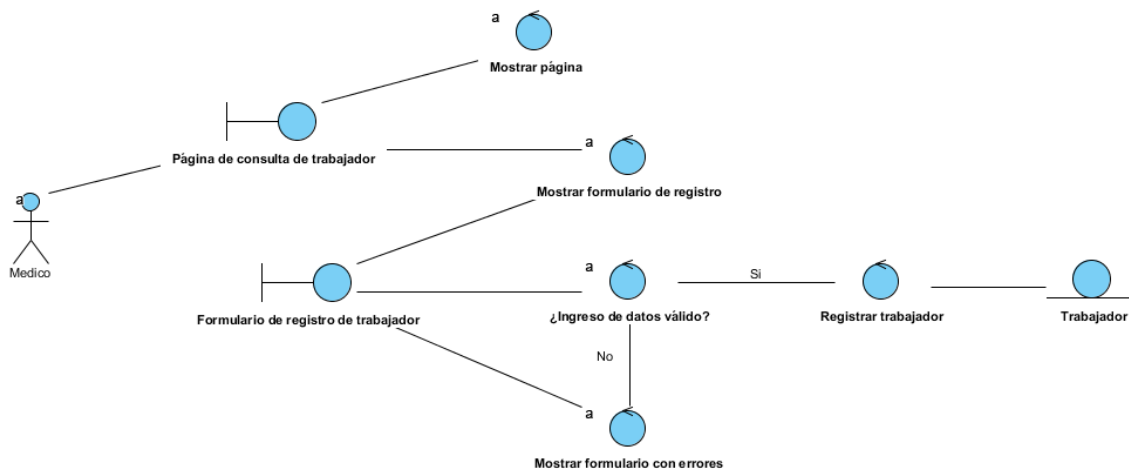 a
Mostrar página
Página de consulta de trabajador
a
Mostrar formulario de registro
a
Medico
a
Si
Formulario de registro de trabajador
¿Ingreso de datos válido?
Registrar trabajador
Trabajador
No
a
Mostrar formulario con errores